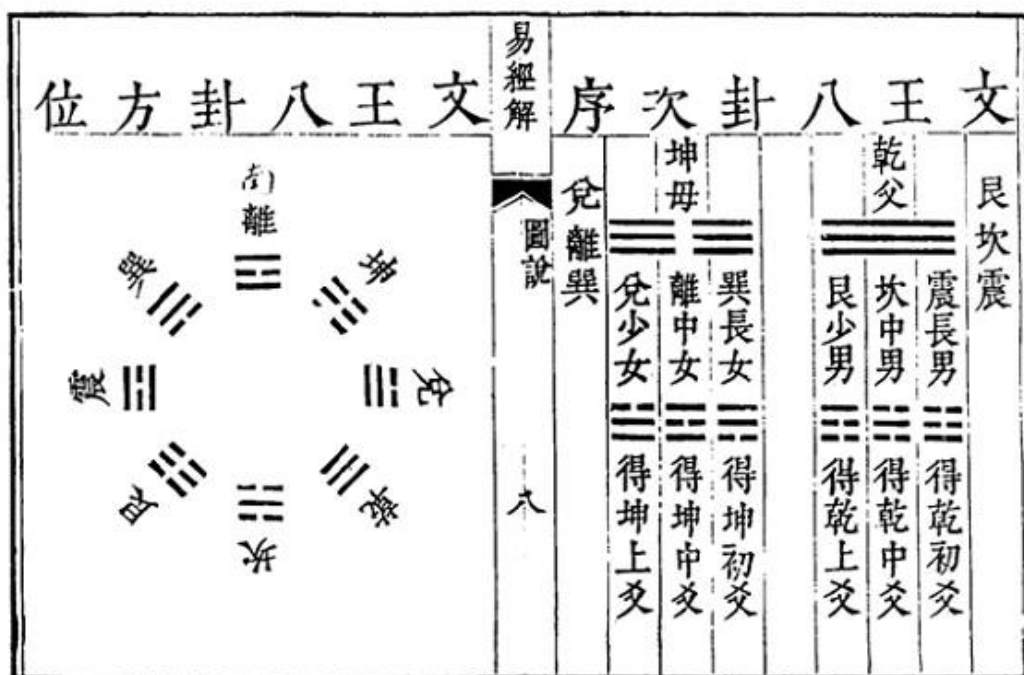 文王八卦次序
艮坎震
乾父
震長男
得乾初爻
坎中男
得乾中爻
艮少男
得乾上爻
坤母
巽長女
得坤初爻
離中女
得坤中爻
兌少女
得坤上爻
兌離巽
易經解
圖說
八
文王八卦方位
南
離
坤
兌
乾
坎
艮
震
巽